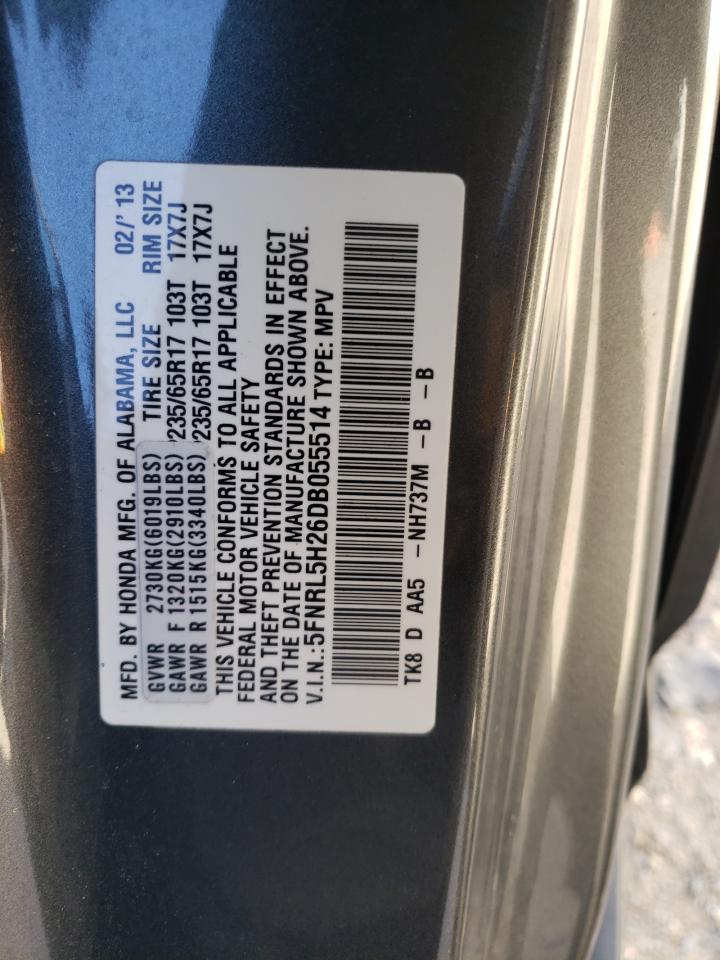 MFD. BY HONDA MFG. OF ALABAMA, LLC 02/'13
TIRE SIZE RIM SIZE
GVWR 2730KG(6019LBS)
GAWR F 1320KG(2910LBS) P235/65R17 103T 17X7J
GAWR R 1515KG(3340LBS) P235/65R17 103T 17X7J
THIS VEHICLE CONFORMS TO ALL APPLICABLE
FEDERAL MOTOR VEHICLE SAFETY
AND THEFT PREVENTION STANDARDS IN EFFECT
ON THE DATE OF MANUFACTURE SHOWN ABOVE.
V.I.N.:5FNRL5H26DB055514 TYPE: MPV
TK8 D AA5 -NH737M -B -B